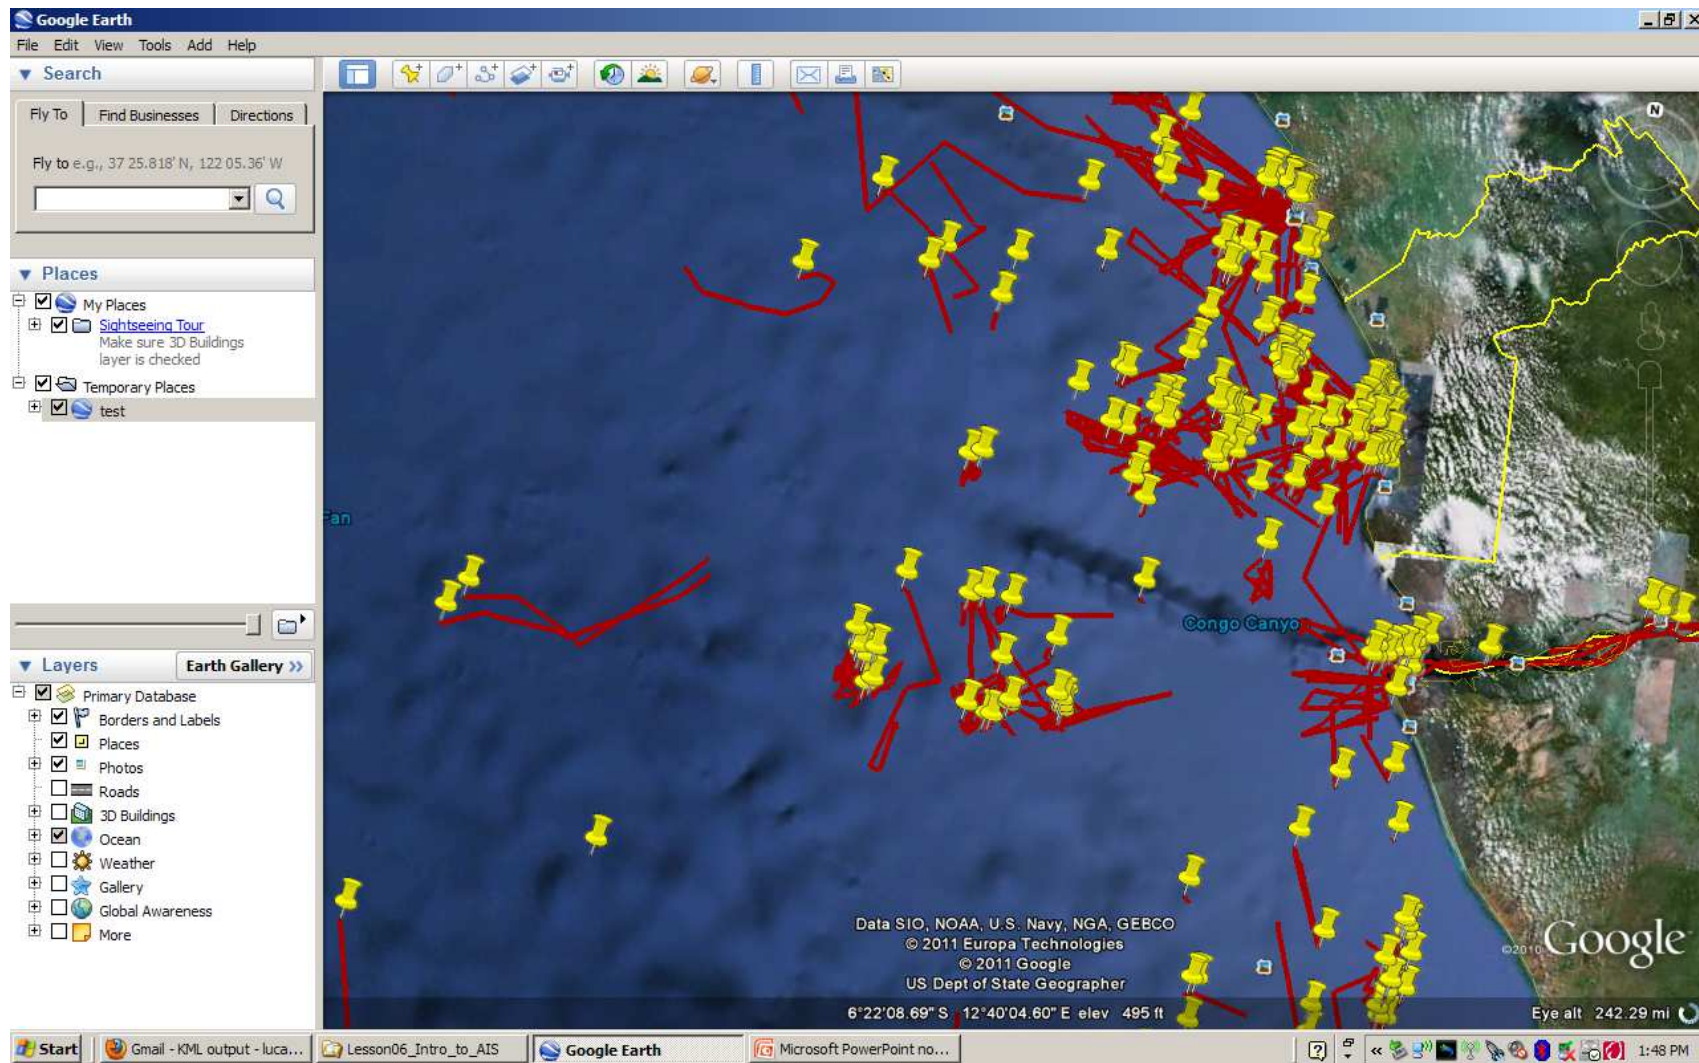 Google Earth
File Edit View Tools Add Help
Search
Fly To Find Businesses Directions
Fly to e.g., 37 25.818' N, 122 05.36' W
Places
My Places
Sightseeing Tour
Make sure 3D Buildings
layer is checked
Temporary Places
test
Layers
Earth Gallery >>
Primary Database
Borders and Labels
Places
Photos
Roads
3D Buildings
Ocean
Weather
Gallery
Global Awareness
More
N
Fan
Congo Canyo
Data SIO, NOAA, U.S. Navy, NGA, GEBCO
© 2011 Europa Technologies
© 2011 Google
US Dept of State Geographer
©2010 Google
6°22'08.69" S 12°40'04.60" E elev 495 ft
Eye alt 242.29 mi
Start Gmail - KML output - luca... Lesson06_Intro_to_AIS Google Earth Microsoft PowerPoint no... 1:48 PM